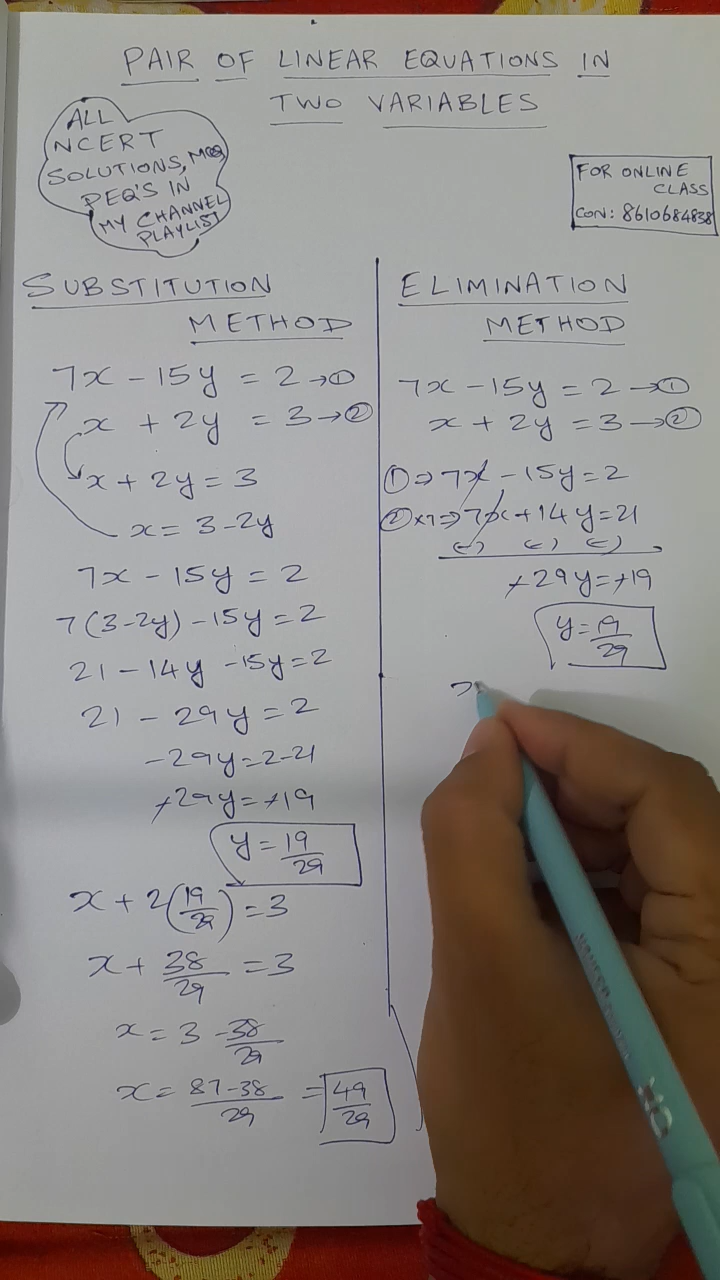 PAIR OF LINEAR EQUATIONS IN
TWO VARIABLES
ALL
NCERT
SOLUTIONS, MCQ
PEQ'S IN
MY CHANNEL
PLAYLIST
FOR ONLINE
CLASS
CON: 8610684838
SUBSTITUTION
METHOD
7x - 15y = 2 → ①
x + 2y = 3 → ②
x + 2y = 3
x = 3 - 2y
7x - 15y = 2
7(3-2y) - 15y = 2
21 - 14y - 15y = 2
21 - 29y = 2
-29y = 2-21
-29y = -19
y = 19/29
x + 2(19/29) = 3
x + 38/29 = 3
x = 3 - 38/29
x = 87-38/29 = 49/29
ELIMINATION
METHOD
7x - 15y = 2 → ①
x + 2y = 3 → ②
① ⇒ 7x - 15y = 2
② x7 ⇒ 7x + 14y = 21
(-) (-) (-)
-29y = -19
y = 19/29